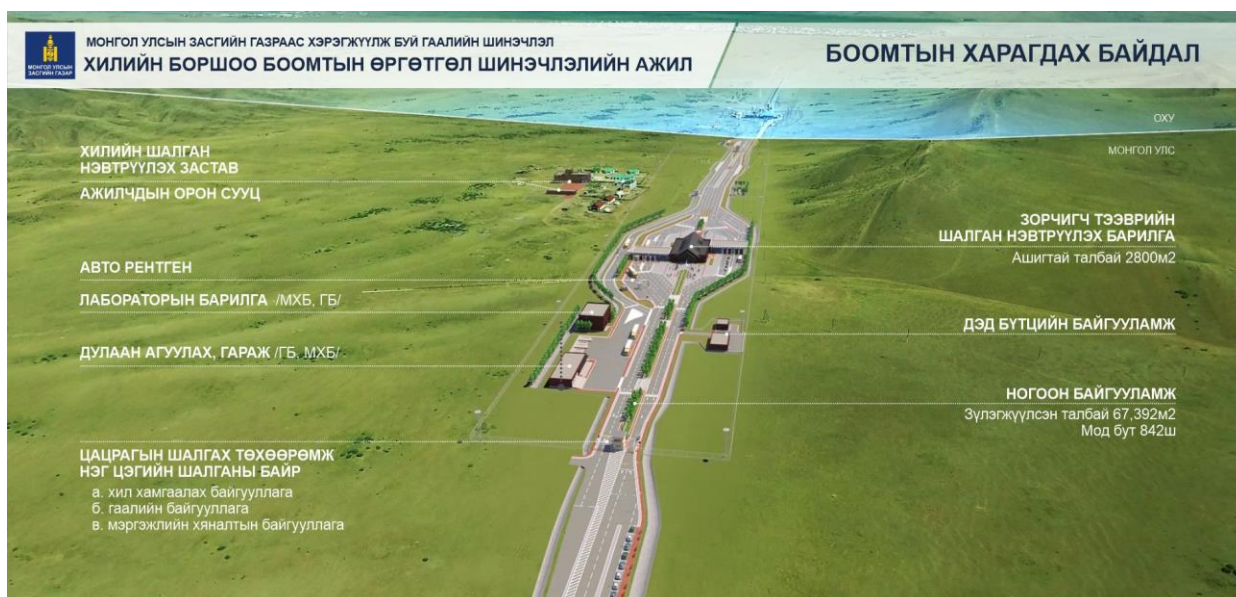 МОНГОЛ УЛСЫН
ЗАСГИЙН ГАЗАР
МОНГОЛ УЛСЫН ЗАСГИЙН ГАЗРААС ХЭРЭГЖҮҮЛЖ БУЙ ГААЛИЙН ШИНЭЧЛЭЛ
ХИЛИЙН БОРШОО БООМТЫН ӨРГӨТГӨЛ ШИНЭЧЛЭЛИЙН АЖИЛ
БООМТЫН ХАРАГДАХ БАЙДАЛ
ОХУ
МОНГОЛ УЛС
ХИЛИЙН ШАЛГАН
НЭВТРҮҮЛЭХ ЗАСТАВ
АЖИЛЧДЫН ОРОН СУУЦ
АВТО РЕНТГЕН
ЛАБОРАТОРЫН БАРИЛГА /МХБ, ГБ/
ДУЛААН АГУУЛАХ, ГАРАЖ /ГБ, МХБ/
ЦАЦРАГЫН ШАЛГАХ ТӨХӨӨРӨМЖ
НЭГ ЦЭГИЙН ШАЛГАНЫ БАЙР
а. хил хамгаалах байгууллага
б. гаалийн байгууллага
в. мэргэжлийн хяналтын байгууллага
ЗОРЧИГЧ ТЭЭВРИЙН
ШАЛГАН НЭВТРҮҮЛЭХ БАРИЛГА
Ашигтай талбай 2800м2
ДЭД БҮТЦИЙН БАЙГУУЛАМЖ
НОГООН БАЙГУУЛАМЖ
Зүлэгжүүлсэн талбай 67,392м2
Мод бут 842ш